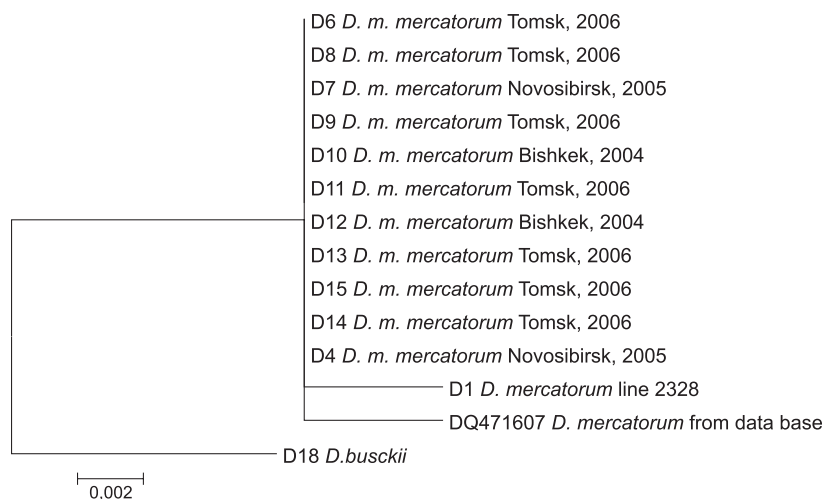 D6 D. m. mercatorum Tomsk, 2006
D8 D. m. mercatorum Tomsk, 2006
D7 D. m. mercatorum Novosibirsk, 2005
D9 D. m. mercatorum Tomsk, 2006
D10 D. m. mercatorum Bishkek, 2004
D11 D. m. mercatorum Tomsk, 2006
D12 D. m. mercatorum Bishkek, 2004
D13 D. m. mercatorum Tomsk, 2006
D15 D. m. mercatorum Tomsk, 2006
D14 D. m. mercatorum Tomsk, 2006
D4 D. m. mercatorum Novosibirsk, 2005
D1 D. mercatorum line 2328
DQ471607 D. mercatorum from data base
D18 D.busckii
0,002